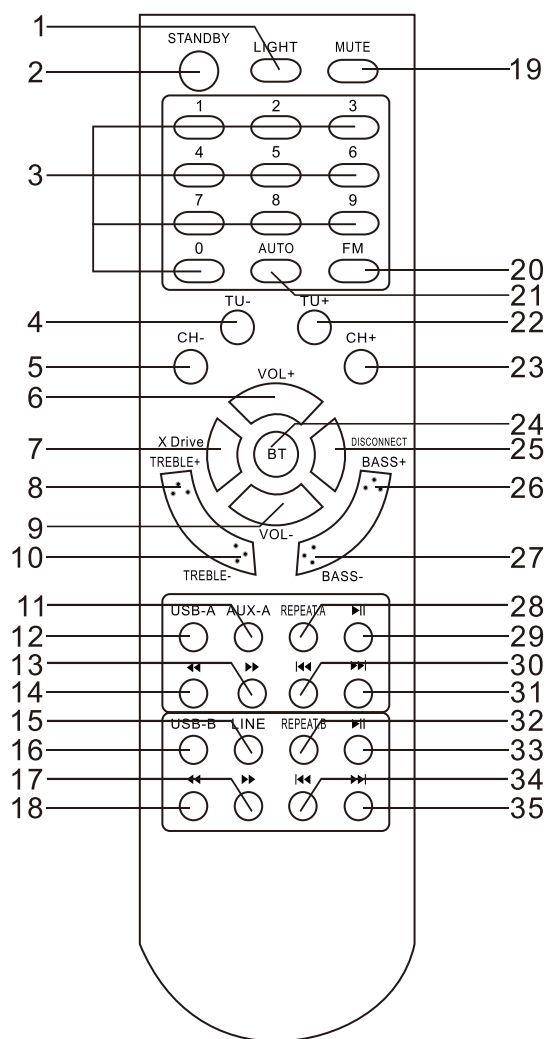 1 STANDBY LIGHT MUTE
2 19
1 2 3
4 5 6
3
7 8 9
0 AUTO FM
20
21
TU- TU+
4 22
CH- CH+
5 23
VOL+
6
24
X Drive BT DISCONNECT
7 25
TREBLE+ BASS+
8 26
9
VOL-
10 27
TREBLE- BASS-
11 28
USB-A AUX-A REPEAT.A ▶II
12 29
13 30
◀◀ ▶▶ I◀◀ ▶▶I
14 31
15 32
USB-B LINE REPEAT.B ▶II
16 33
17 34
◀◀ ▶▶ I◀◀ ▶▶I
18 35